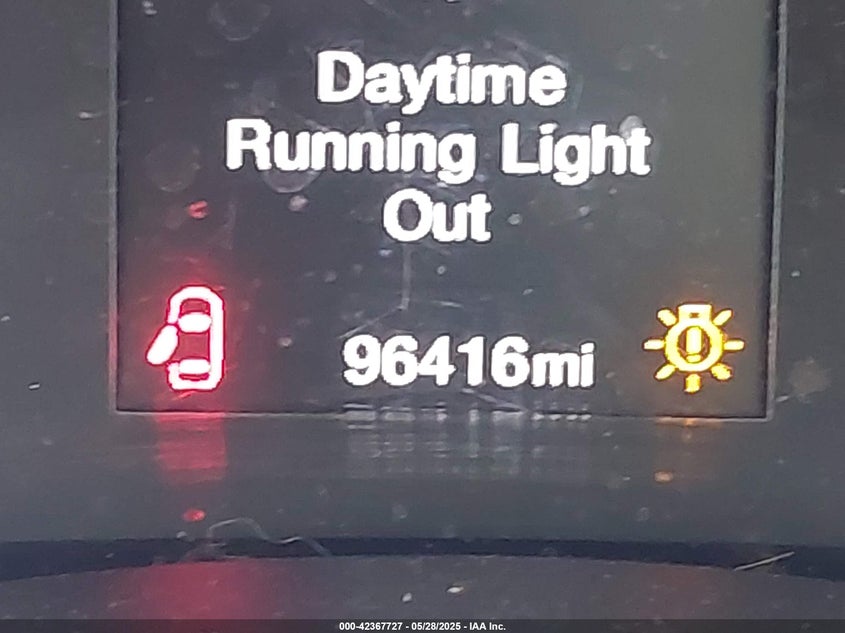 Daytime
Running Light
Out
96416mi
000-42367727 - 05/28/2025 - IAA Inc.